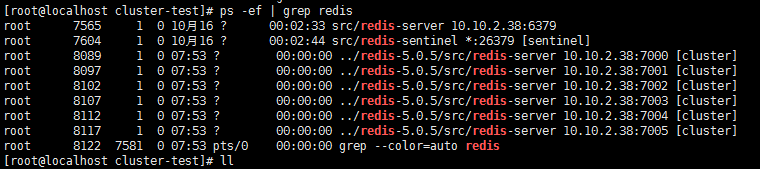 [root@localhost cluster-test]# ps -ef | grep redis
root 7565 1 0 10月16 ? 00:02:33 src/redis-server 10.10.2.38:6379
root 7604 1 0 10月16 ? 00:02:44 src/redis-sentinel *:26379 [sentinel]
root 8089 1 0 07:53 ? 00:00:00 ../redis-5.0.5/src/redis-server 10.10.2.38:7000 [cluster]
root 8097 1 0 07:53 ? 00:00:00 ../redis-5.0.5/src/redis-server 10.10.2.38:7001 [cluster]
root 8102 1 0 07:53 ? 00:00:00 ../redis-5.0.5/src/redis-server 10.10.2.38:7002 [cluster]
root 8107 1 0 07:53 ? 00:00:00 ../redis-5.0.5/src/redis-server 10.10.2.38:7003 [cluster]
root 8112 1 0 07:53 ? 00:00:00 ../redis-5.0.5/src/redis-server 10.10.2.38:7004 [cluster]
root 8117 1 0 07:53 ? 00:00:00 ../redis-5.0.5/src/redis-server 10.10.2.38:7005 [cluster]
root 8122 7581 0 07:53 pts/0 00:00:00 grep --color=auto redis
[root@localhost cluster-test]# ll